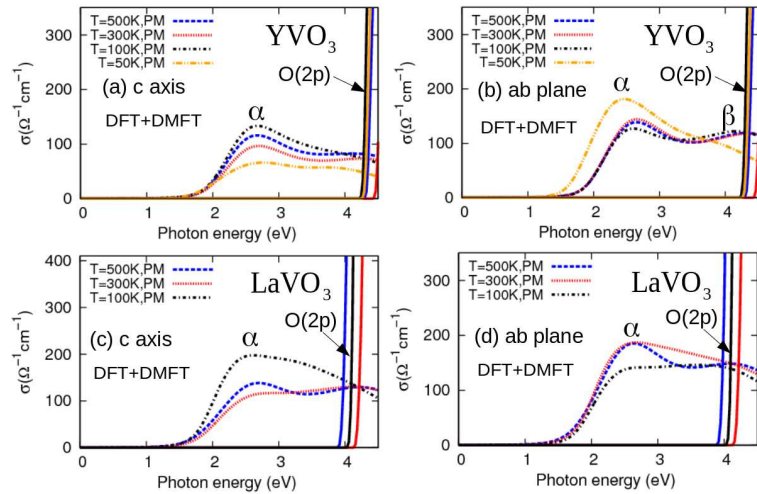 350
300
200
100
0
0
1
2
3
4
σ(Ω⁻¹cm⁻¹)
Photon energy (eV)
T=500K,PM
T=300K,PM
T=100K,PM
T=50K,PM
YVO₃
O(2p)
(a) c axis
α
DFT+DMFT
300
200
100
0
0
1
2
3
4
σ(Ω⁻¹cm⁻¹)
Photon energy (eV)
T=500K,PM
T=300K,PM
T=100K,PM
T=50K,PM
YVO₃
O(2p)
α
(b) ab plane
β
DFT+DMFT
400
300
200
100
0
0
1
2
3
4
σ(Ω⁻¹cm⁻¹)
Photon energy (eV)
T=500K,PM
T=300K,PM
T=100K,PM
LaVO₃
O(2p)
(c) c axis
α
DFT+DMFT
300
200
100
0
0
1
2
3
4
σ(Ω⁻¹cm⁻¹)
Photon energy (eV)
T=500K,PM
T=300K,PM
T=100K,PM
LaVO₃
O(2p)
α
(d) ab plane
DFT+DMFT